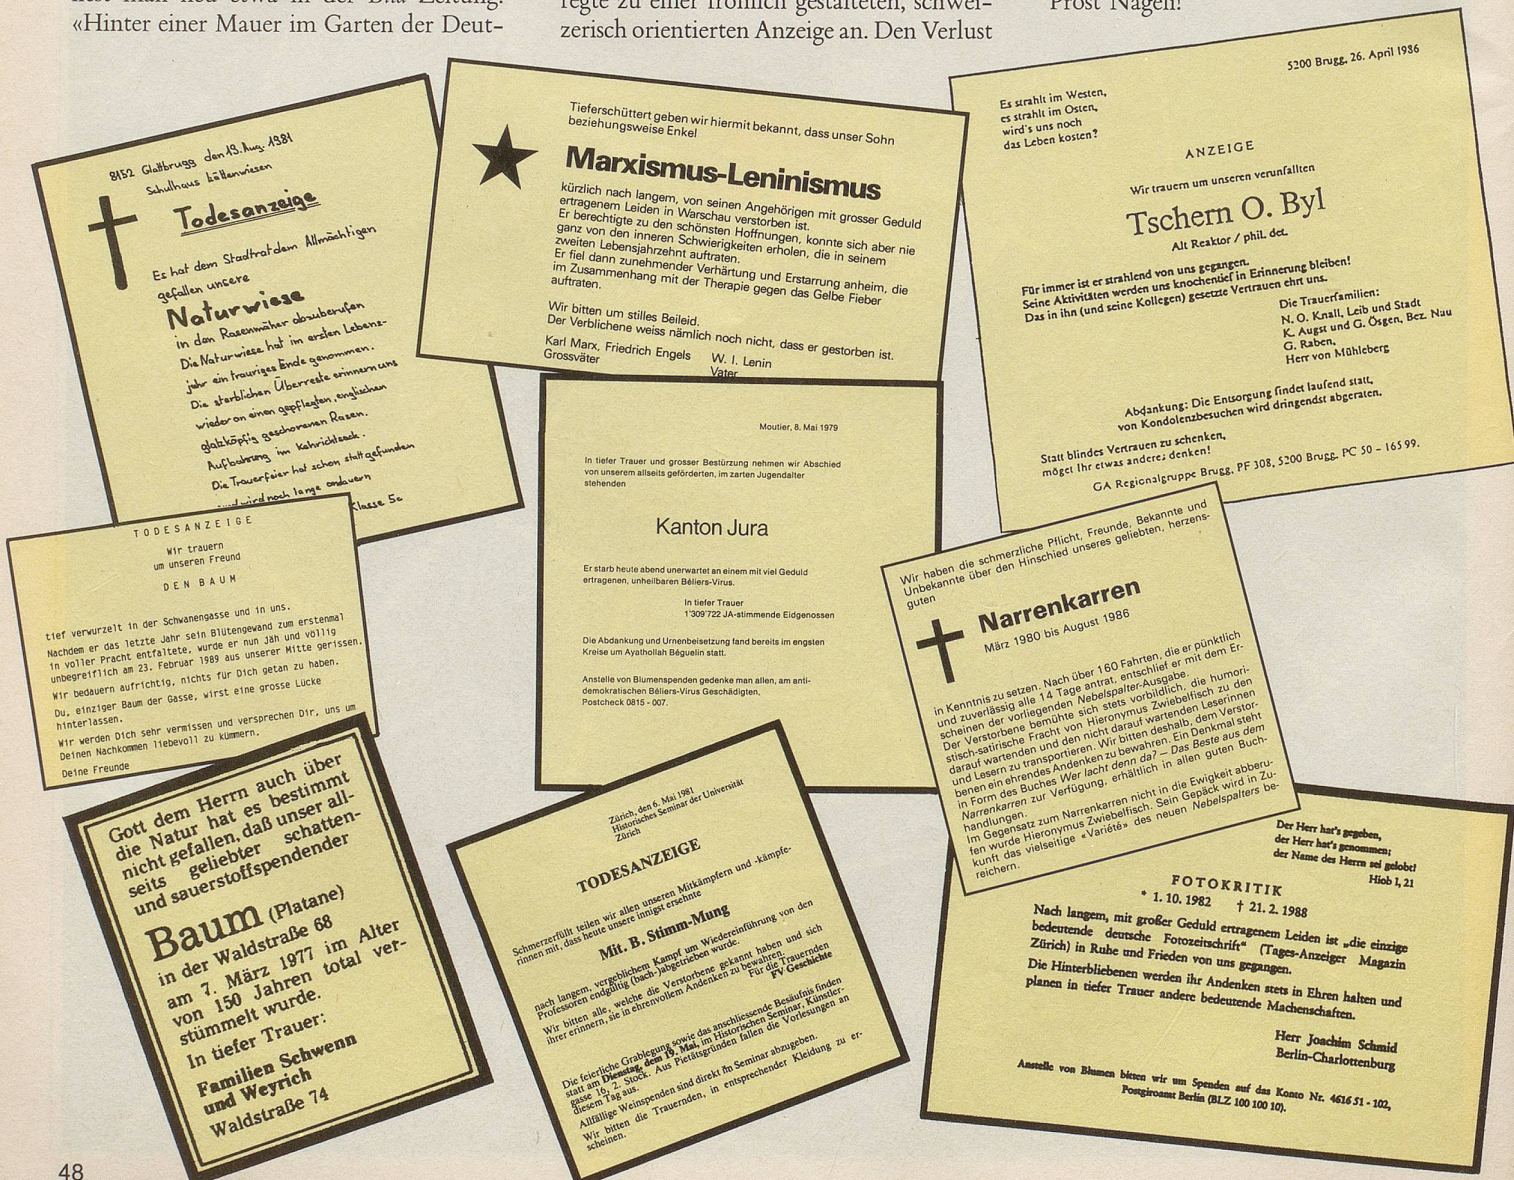 liest man neu etwa in der Bild-Zeitung:
«Hinter einer Mauer im Garten der Deut-
regte zu einer fröhlich gestalteten, schwei-
zerisch orientierten Anzeige an. Den Verlust
Prost Nägeli!
8152 Glattbrugg den 19. Aug. 1981
Schulhaus Lättenwiesen
Todesanzeige
Es hat dem Stadtrat dem Allmächtigen
gefallen unsere
Naturwiese
in den Rasenmäher abzuberufen
Die Naturwiese hat im ersten Lebens-
jahr ein trauriges Ende genommen.
Die sterblichen Überreste erinnern uns
wieder an einen gepflegten, englischen
glatzköpfig geschorenen Rasen.
Aufbahrung im Kehrichtsack.
Die Trauerfeier hat schon stattgefunden
und wird noch lange andauern
Klasse 5c
Tieferschüttert geben wir hiermit bekannt, dass unser Sohn
beziehungsweise Enkel
Marxismus-Leninismus
kürzlich nach langem, von seinen Angehörigen mit grosser Geduld
ertragenem Leiden in Warschau verstorben ist.
Er berechtigte zu den schönsten Hoffnungen, konnte sich aber nie
ganz von den inneren Schwierigkeiten erholen, die in seinem
zweiten Lebensjahrzehnt auftraten.
Er fiel dann zunehmender Verhärtung und Erstarrung anheim, die
im Zusammenhang mit der Therapie gegen das Gelbe Fieber
auftraten.
Wir bitten um stilles Beileid.
Der Verblichene weiss nämlich noch nicht, dass er gestorben ist.
Karl Marx, Friedrich Engels W. I. Lenin
Grossväter Vater
5200 Brugg, 26. April 1986
Es strahlt im Westen,
es strahlt im Osten,
wird's uns noch
das Leben kosten?
ANZEIGE
Wir trauern um unseren verunfallten
Tschern O. Byl
Alt Reaktor / phil. det.
Für immer ist er strahlend von uns gegangen.
Seine Aktivitäten werden uns knochentief in Erinnerung bleiben!
Das in ihn (und seine Kollegen) gesetzte Vertrauen ehrt uns.
Die Trauerfamilien:
N. O. Knall, Leib und Stadt
K. Augst und G. Ösgen, Bez. Nau
G. Raben,
Herr von Mühleberg
Abdankung: Die Entsorgung findet laufend statt,
von Kondolenzbesuchen wird dringendst abgeraten.
Statt blindes Vertrauen zu schenken,
möget Ihr etwas anderes denken!
GA Regionalgruppe Brugg, PF 308, 5200 Brugg. PC 50 – 165 99.
Moutier, 8. Mai 1979
In tiefer Trauer und grosser Bestürzung nehmen wir Abschied
von unserem allseits geförderten, im zarten Jugendalter
stehenden
Kanton Jura
Er starb heute abend unerwartet an einem mit viel Geduld
ertragenen, unheilbaren Béliers-Virus.
In tiefer Trauer
1'309'722 JA-stimmende Eidgenossen
Die Abdankung und Urnenbeisetzung fand bereits im engsten
Kreise um Ayathollah Béguelin statt.
Anstelle von Blumenspenden gedenke man allen, am anti-
demokratischen Béliers-Virus Geschädigten,
Postcheck 0815 - 007.
TODESANZEIGE
Wir trauern
um unseren Freund
DEN BAUM
tief verwurzelt in der Schwanengasse und in uns.
Nachdem er das letzte Jahr sein Blütengewand zum erstenmal
in voller Pracht entfaltete, wurde er nun jäh und völlig
unbegreiflich am 23. Februar 1989 aus unserer Mitte gerissen.
Wir bedauern aufrichtig, nichts für Dich getan zu haben.
Du, einziger Baum der Gasse, wirst eine grosse Lücke
hinterlassen.
Wir werden Dich sehr vermissen und versprechen Dir, uns um
Deinen Nachkommen liebevoll zu kümmern.
Deine Freunde
Wir haben die schmerzliche Pflicht, Freunde, Bekannte und
Unbekannte über den Hinschied unseres geliebten, herzens-
guten
Narrenkarren
März 1980 bis August 1986
in Kenntnis zu setzen. Nach über 160 Fahrten, die er pünktlich
und zuverlässig alle 14 Tage antrat, entschlief er mit dem Er-
scheinen der vorliegenden Nebelspalter-Ausgabe.
Der Verstorbene bemühte sich stets vorbildlich, die humori-
stisch-satirische Fracht von Hieronymus Zwiebelfisch zu den
darauf wartenden und den nicht darauf wartenden Leserinnen
und Lesern zu transportieren. Wir bitten deshalb, dem Verstor-
benen ein ehrendes Andenken zu bewahren. Ein Denkmal steht
in Form des Buches Wer lacht denn da? – Das Beste aus dem
Narrenkarren zur Verfügung, erhältlich in allen guten Buch-
handlungen.
Im Gegensatz zum Narrenkarren nicht in die Ewigkeit abberu-
fen wurde Hieronymus Zwiebelfisch. Sein Gepäck wird in Zu-
kunft das vielseitige «Variété» des neuen Nebelspalters be-
reichern.
Gott dem Herrn auch über
die Natur hat es bestimmt
nicht gefallen, daß unser all-
seits geliebter schatten-
und sauerstoffspendender
Baum (Platane)
in der Waldstraße 68
am 7. März 1977 im Alter
von 150 Jahren total ver-
stümmelt wurde.
In tiefer Trauer:
Familien Schwenn
und Weyrich
Waldstraße 74
Zürich, den 6. Mai 1981
Historisches Seminar der Universität
Zürich
TODESANZEIGE
Schmerzerfüllt teilen wir allen unseren Mitkämpfern und -kämpfe-
rinnen mit, dass heute unsere innigst ersehnte
Mit. B. Stimm-Mung
nach langem, vergeblichem Kampf um Wiedereinführung von den
Professoren endgültig (bach-)abgetrieben wurde.
Wir bitten alle, welche die Verstorbene gekannt haben und sich
ihrer erinnern, sie in ehrenvollem Andenken zu bewahren.
Für die Trauernden
FV Geschichte
Die feierliche Grablegung sowie das anschliessende Besäufnis finden
statt am Dienstag, dem 19. Mai, im Historischen Seminar, Künstler-
gasse 16, 2. Stock. Aus Pietätsgründen fallen die Vorlesungen an
diesem Tag aus.
Allfällige Weinspenden sind direkt im Seminar abzugeben.
Wir bitten die Trauernden, in entsprechender Kleidung zu er-
scheinen.
Der Herr hat's gegeben,
der Herr hat's genommen;
der Name des Herrn sei gelobt!
Hiob 1, 21
FOTOKRITIK
* 1. 10. 1982 † 21. 2. 1988
Nach langem, mit großer Geduld ertragenem Leiden ist „die einzige
bedeutende deutsche Fotozeitschrift“ (Tages-Anzeiger Magazin
Zürich) in Ruhe und Frieden von uns gegangen.
Die Hinterbliebenen werden ihr Andenken stets in Ehren halten und
planen in tiefer Trauer andere bedeutende Machenschaften.
Herr Joachim Schmid
Berlin-Charlottenburg
Anstelle von Blumen bitten wir um Spenden auf das Konto Nr. 4616 51 - 102,
Postgiroamt Berlin (BLZ 100 100 10).
48